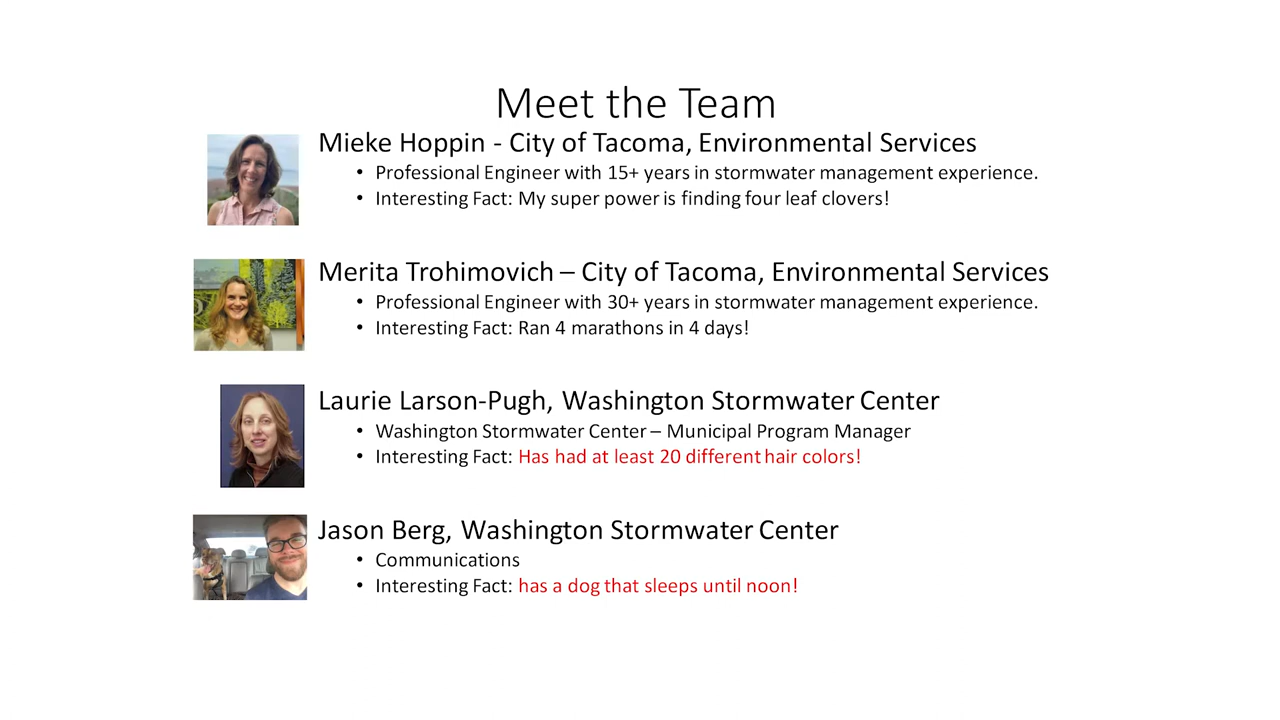 Meet the Team
Mieke Hoppin - City of Tacoma, Environmental Services
• Professional Engineer with 15+ years in stormwater management experience.
• Interesting Fact: My super power is finding four leaf clovers!
Merita Trohimovich – City of Tacoma, Environmental Services
• Professional Engineer with 30+ years in stormwater management experience.
• Interesting Fact: Ran 4 marathons in 4 days!
Laurie Larson-Pugh, Washington Stormwater Center
• Washington Stormwater Center – Municipal Program Manager
• Interesting Fact: Has had at least 20 different hair colors!
Jason Berg, Washington Stormwater Center
• Communications
• Interesting Fact: has a dog that sleeps until noon!